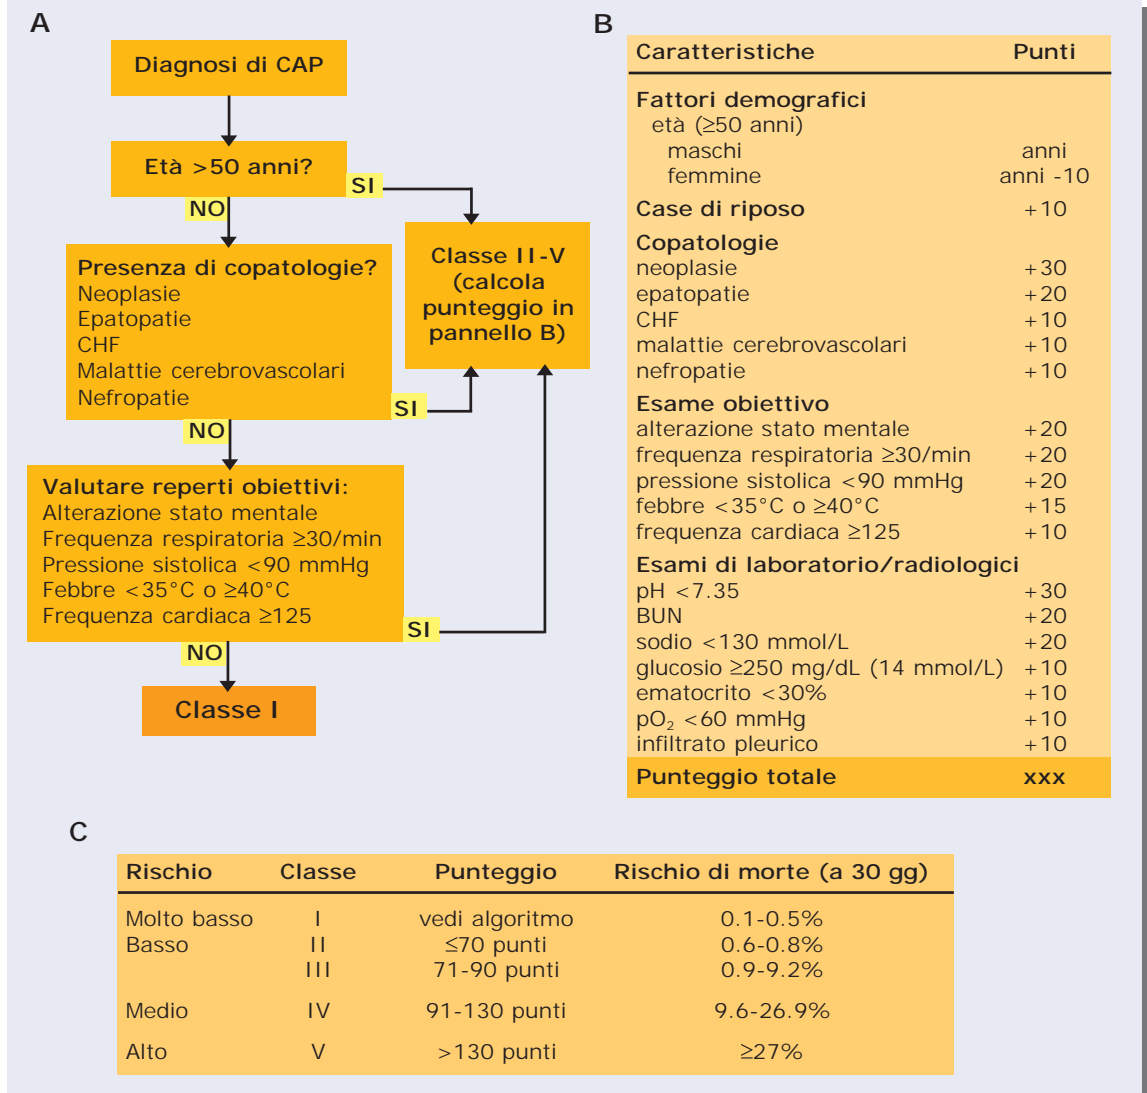 A
Diagnosi di CAP
Età >50 anni?
SI
NO
Presenza di copatologie?
Neoplasie
Epatopatie
CHF
Malattie cerebrovascolari
Nefropatie
SI
NO
Classe II-V
(calcola
punteggio in
pannello B)
Valutare reperti obiettivi:
Alterazione stato mentale
Frequenza respiratoria ≥30/min
Pressione sistolica <90 mmHg
Febbre <35°C o ≥40°C
Frequenza cardiaca ≥125
SI
NO
Classe I
B
Caratteristiche Punti
Fattori demografici
età (≥50 anni)
maschi anni
femmine anni -10
Case di riposo +10
Copatologie
neoplasie +30
epatopatie +20
CHF +10
malattie cerebrovascolari +10
nefropatie +10
Esame obiettivo
alterazione stato mentale +20
frequenza respiratoria ≥30/min +20
pressione sistolica <90 mmHg +20
febbre <35°C o ≥40°C +15
frequenza cardiaca ≥125 +10
Esami di laboratorio/radiologici
pH <7.35 +30
BUN +20
sodio <130 mmol/L +20
glucosio ≥250 mg/dL (14 mmol/L) +10
ematocrito <30% +10
pO₂ <60 mmHg +10
infiltrato pleurico +10
Punteggio totale xxx
C
Rischio Classe Punteggio Rischio di morte (a 30 gg)
Molto basso I vedi algoritmo 0.1-0.5%
Basso II ≤70 punti 0.6-0.8%
III 71-90 punti 0.9-9.2%
Medio IV 91-130 punti 9.6-26.9%
Alto V >130 punti ≥27%